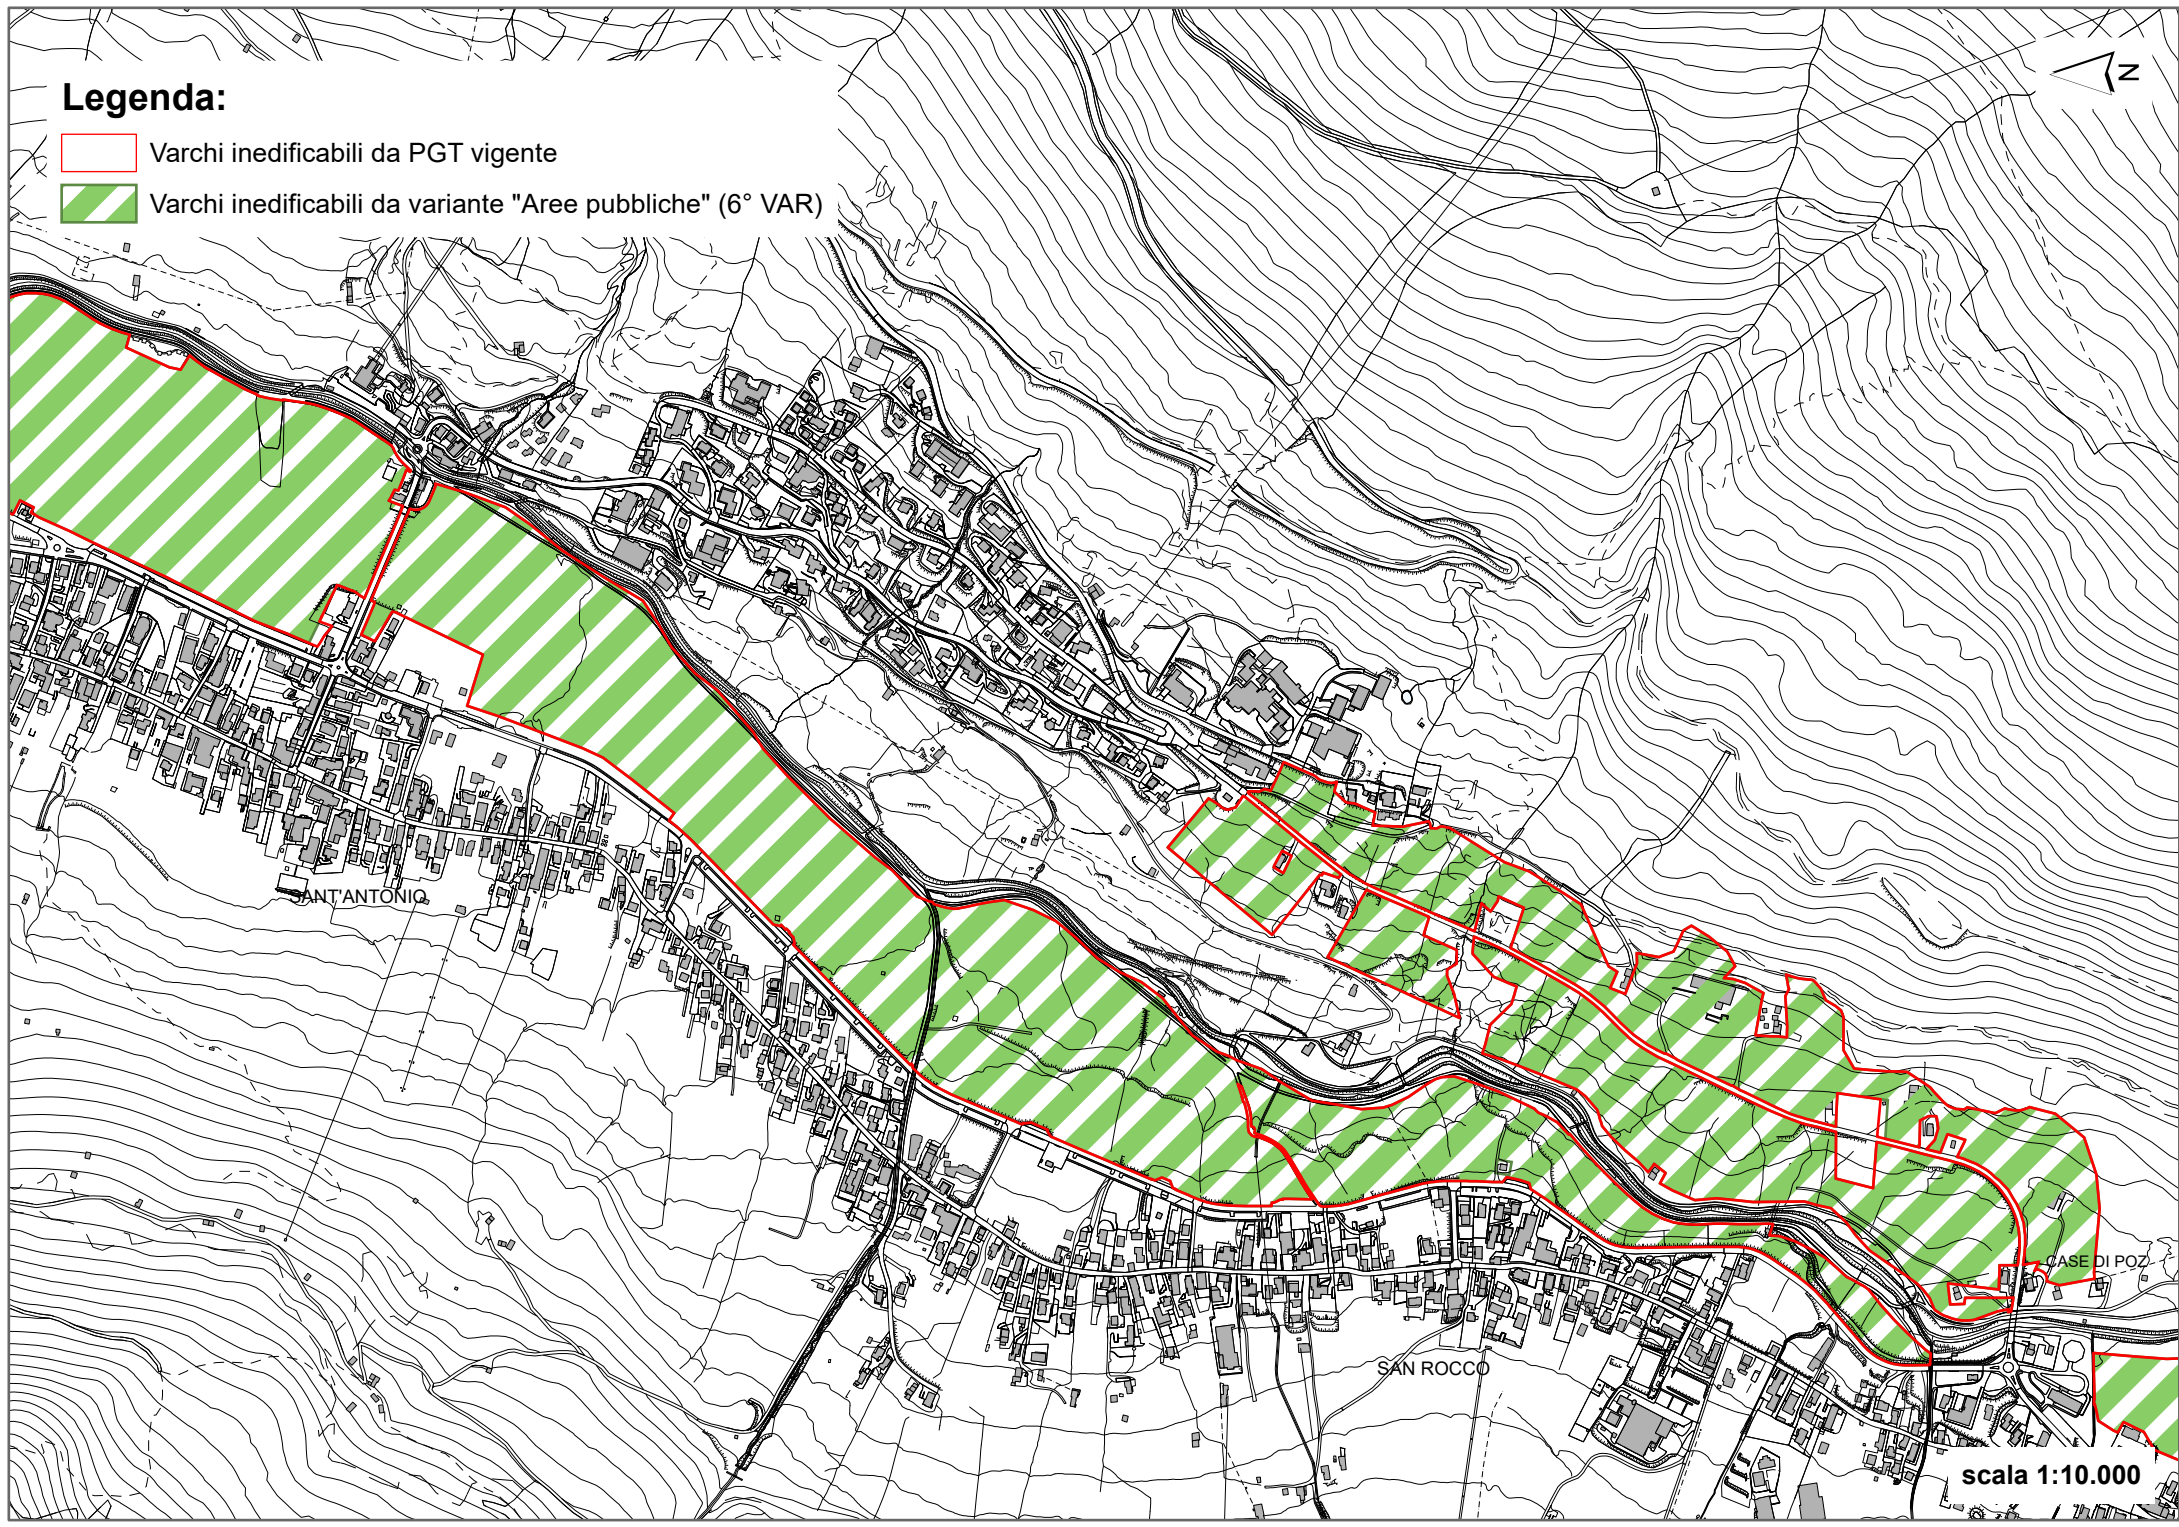 Legenda:
Varchi inedificabili da PGT vigente
Varchi inedificabili da variante "Aree pubbliche" (6° VAR)
N
SANT'ANTONIO
CASE DI POZ
SAN ROCCO
scala 1:10.000